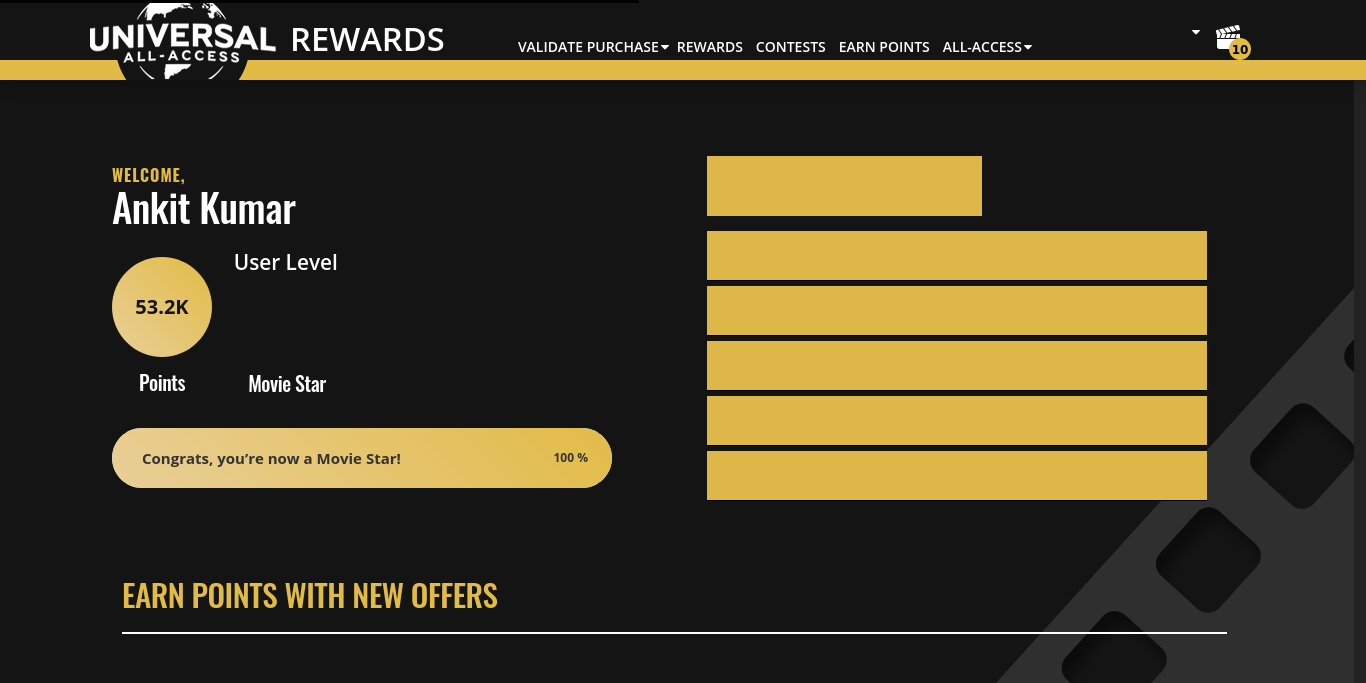 UNIVERSAL
ALL-ACCESS
REWARDS
VALIDATE PURCHASE REWARDS CONTESTS EARN POINTS ALL-ACCESS
10
WELCOME,
Ankit Kumar
53.2K
User Level
Points
Movie Star
Congrats, you’re now a Movie Star! 100 %
EARN POINTS WITH NEW OFFERS